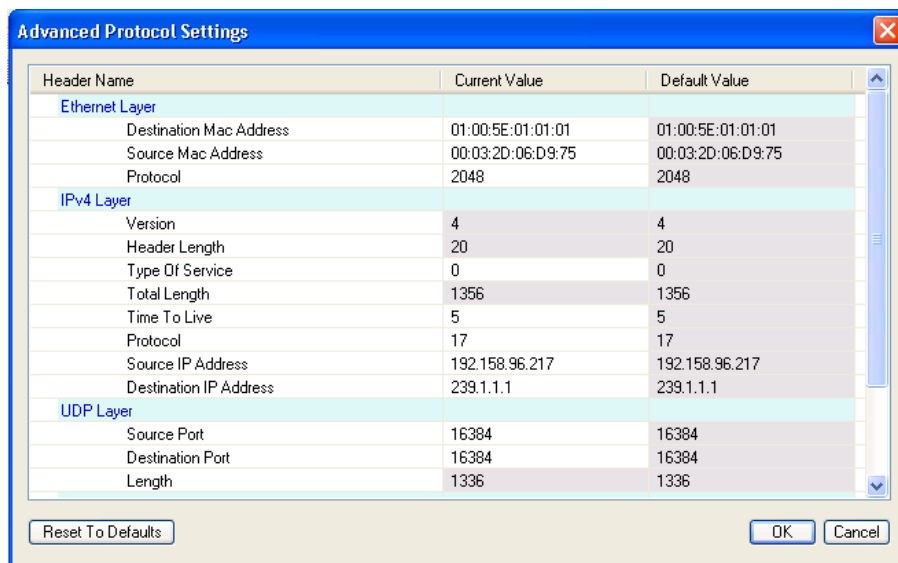 Advanced Protocol Settings
Header Name Current Value Default Value
Ethernet Layer
Destination Mac Address 01:00:5E:01:01:01 01:00:5E:01:01:01
Source Mac Address 00:03:2D:06:D9:75 00:03:2D:06:D9:75
Protocol 2048 2048
IPv4 Layer
Version 4 4
Header Length 20 20
Type Of Service 0 0
Total Length 1356 1356
Time To Live 5 5
Protocol 17 17
Source IP Address 192.158.96.217 192.158.96.217
Destination IP Address 239.1.1.1 239.1.1.1
UDP Layer
Source Port 16384 16384
Destination Port 16384 16384
Length 1336 1336
Reset To Defaults OK Cancel